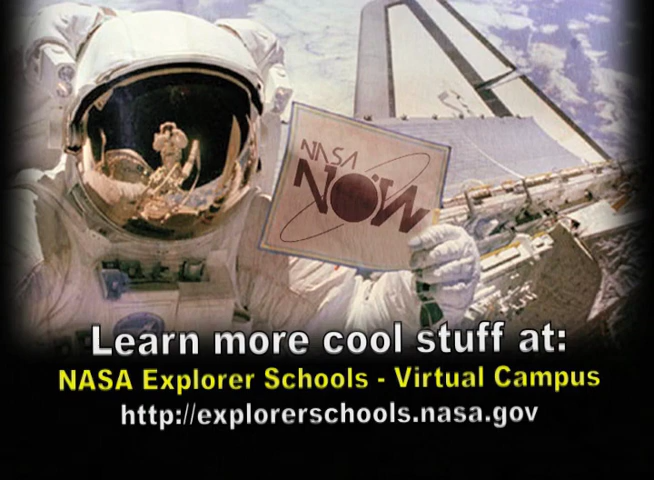 NASA
NOW
Learn more cool stuff at:
NASA Explorer Schools - Virtual Campus
http://explorerschools.nasa.gov